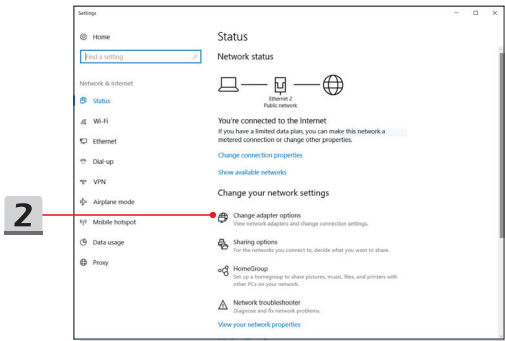 Settings
Home
Find a setting
Network & Internet
Status
Wi-Fi
Ethernet
Dial-up
VPN
Airplane mode
Mobile hotspot
Data usage
Proxy
2
Status
Network status
Ethernet 2
Public network
You're connected to the Internet
If you have a limited data plan, you can make this network a
metered connection or change other properties.
Change connection properties
Show available networks
Change your network settings
Change adapter options
View network adapters and change connection settings.
Sharing options
For the networks you connect to, decide what you want to share.
HomeGroup
Set up a homegroup to share pictures, music, files, and printers with
other PCs on your network.
Network troubleshooter
Diagnose and fix network problems.
View your network properties